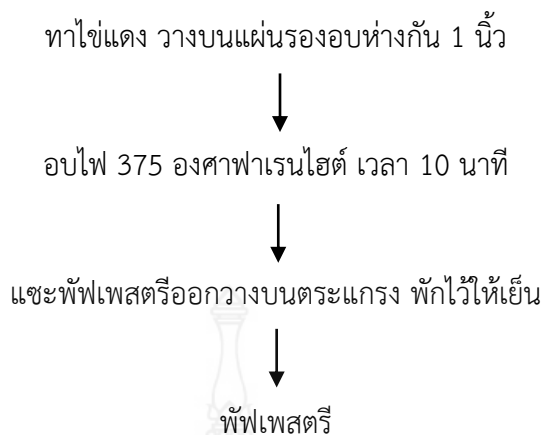 ทาไข่แดง วางบนแผ่นรองอบห่างกัน 1 นิ้ว
อบไฟ 375 องศาฟาเรนไฮต์ เวลา 10 นาที
แซะพัฟเพสตรีออกวางบนตระแกรง พักไว้ให้เย็น
พัฟเพสตรี